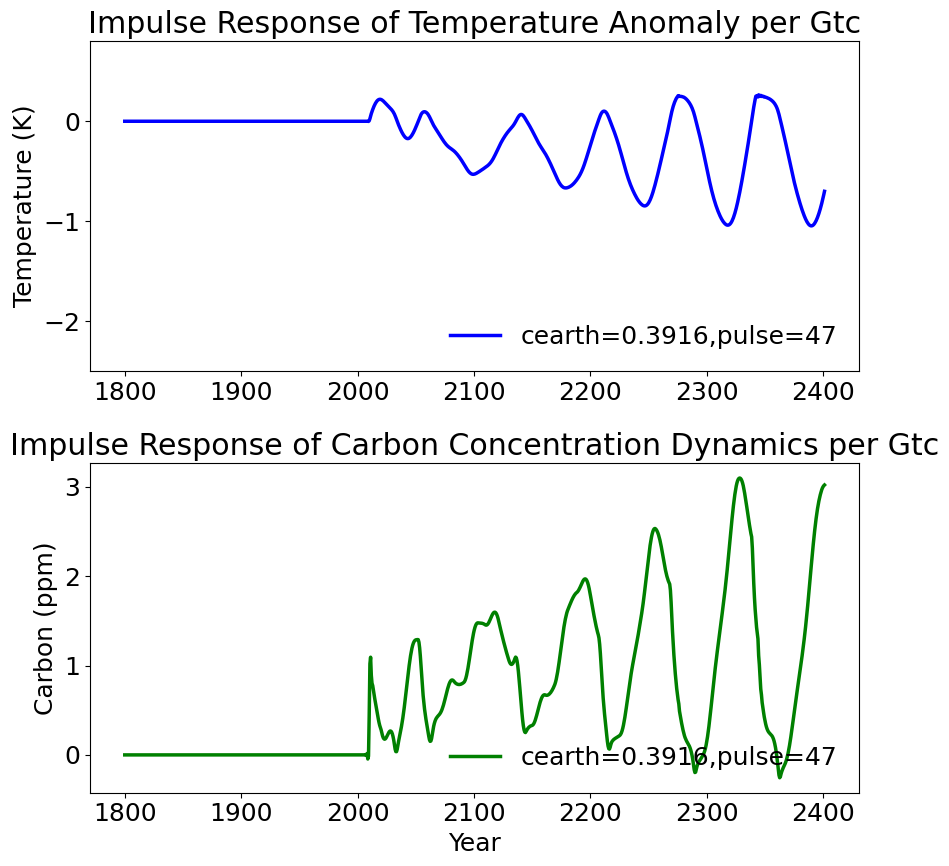 Impulse Response of Temperature Anomaly per Gtc
Temperature (K)
0
−1
−2
cearth=0.3916,pulse=47
1800 1900 2000 2100 2200 2300 2400
Impulse Response of Carbon Concentration Dynamics per Gtc
Carbon (ppm)
3
2
1
0
cearth=0.3916,pulse=47
1800 1900 2000 2100 2200 2300 2400
Year